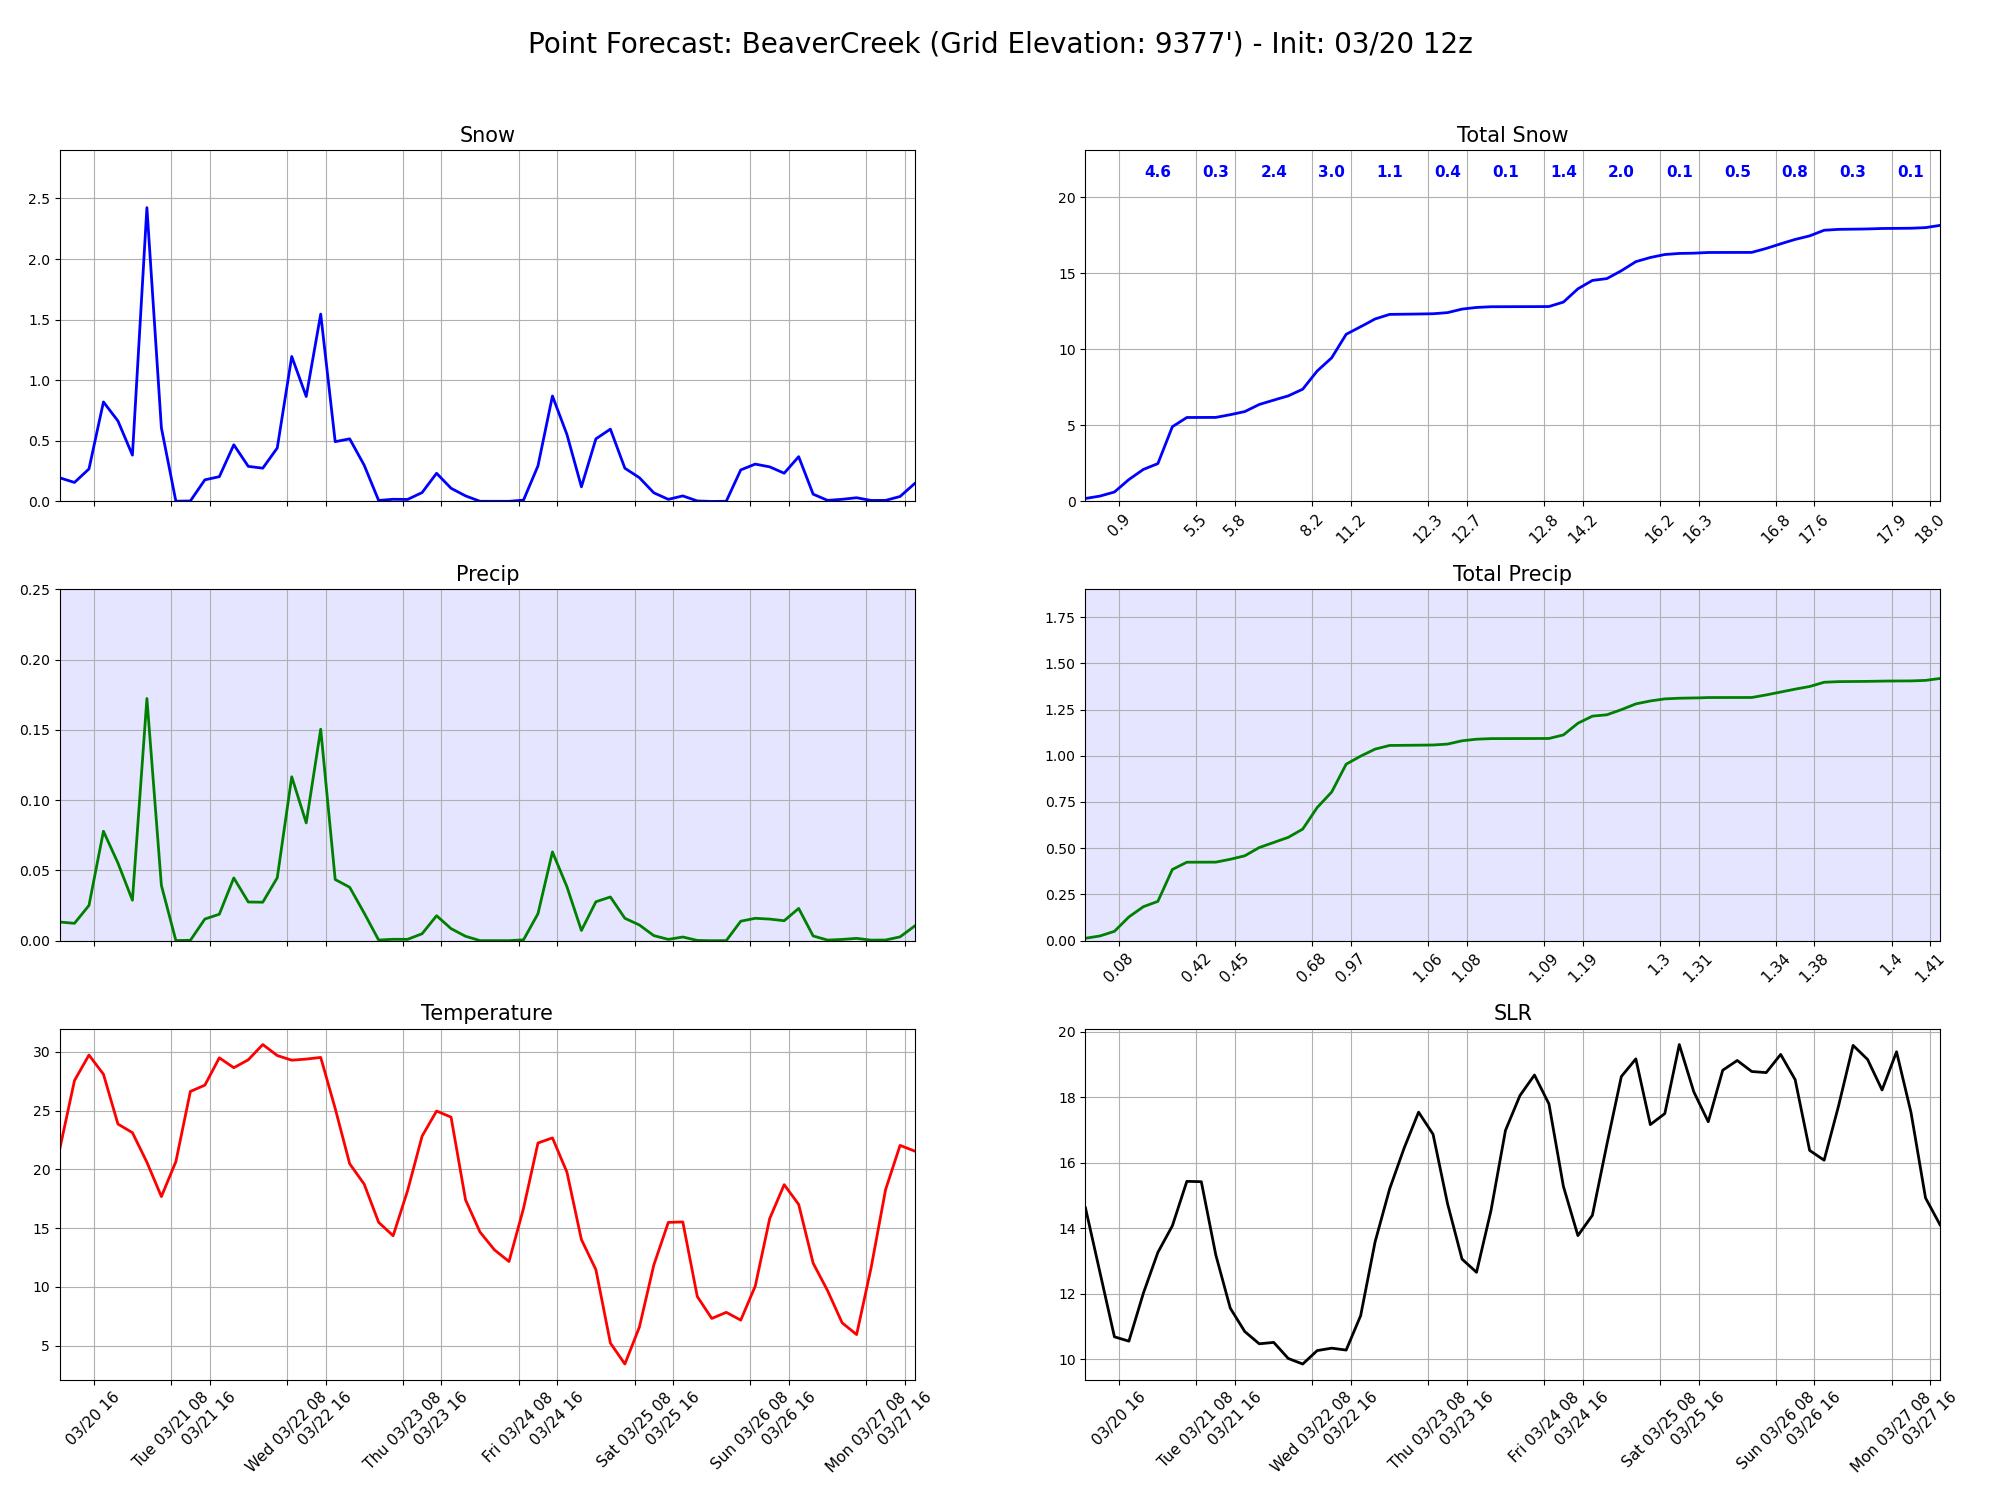 Point Forecast: BeaverCreek (Grid Elevation: 9377') - Init: 03/20 12z
Snow
2.5
2.0
1.5
1.0
0.5
0.0
Total Snow
4.6 0.3 2.4 3.0 1.1 0.4 0.1 1.4 2.0 0.1 0.5 0.8 0.3 0.1
20
15
10
5
0
0.9 5.5 5.8 8.2 11.2 12.3 12.7 12.8 14.2 16.2 16.3 16.8 17.6 17.9 18.0
Precip
0.25
0.20
0.15
0.10
0.05
0.00
Total Precip
1.75
1.50
1.25
1.00
0.75
0.50
0.25
0.00
0.08 0.42 0.45 0.68 0.97 1.06 1.08 1.09 1.19 1.3 1.31 1.34 1.38 1.4 1.41
Temperature
30
25
20
15
10
5
03/20 16
Tue 03/21 08
03/21 16
Wed 03/22 08
03/22 16
Thu 03/23 08
03/23 16
Fri 03/24 08
03/24 16
Sat 03/25 08
03/25 16
Sun 03/26 08
03/26 16
Mon 03/27 08
03/27 16
SLR
20
18
16
14
12
10
03/20 16
Tue 03/21 08
03/21 16
Wed 03/22 08
03/22 16
Thu 03/23 08
03/23 16
Fri 03/24 08
03/24 16
Sat 03/25 08
03/25 16
Sun 03/26 08
03/26 16
Mon 03/27 08
03/27 16